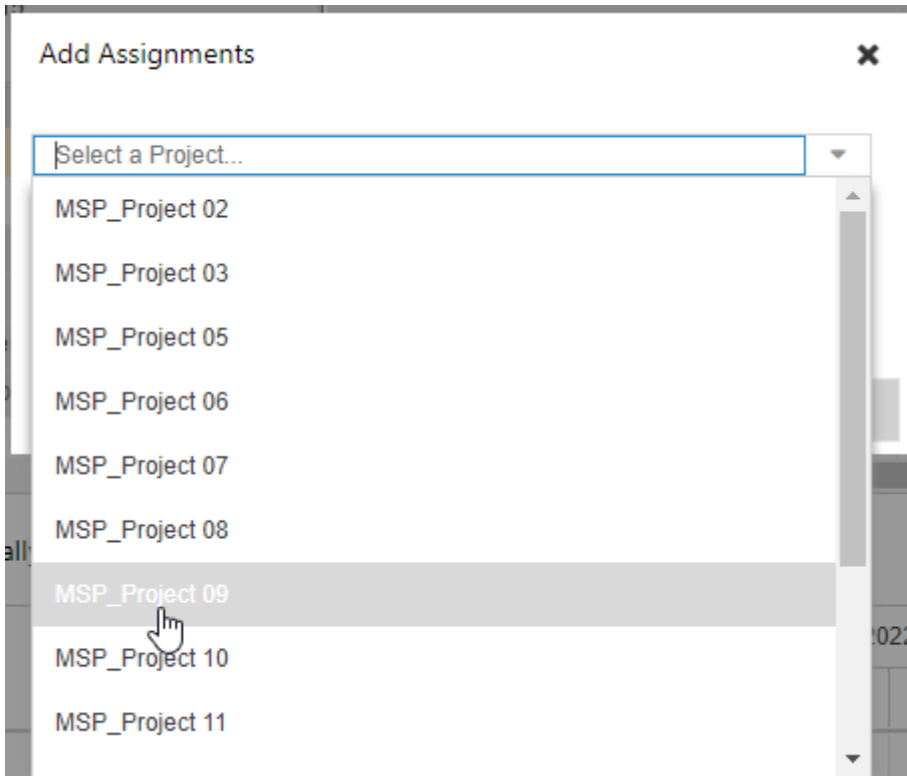 Add Assignments
Select a Project...
MSP_Project 02
MSP_Project 03
MSP_Project 05
MSP_Project 06
MSP_Project 07
MSP_Project 08
MSP_Project 09
MSP_Project 10
MSP_Project 11